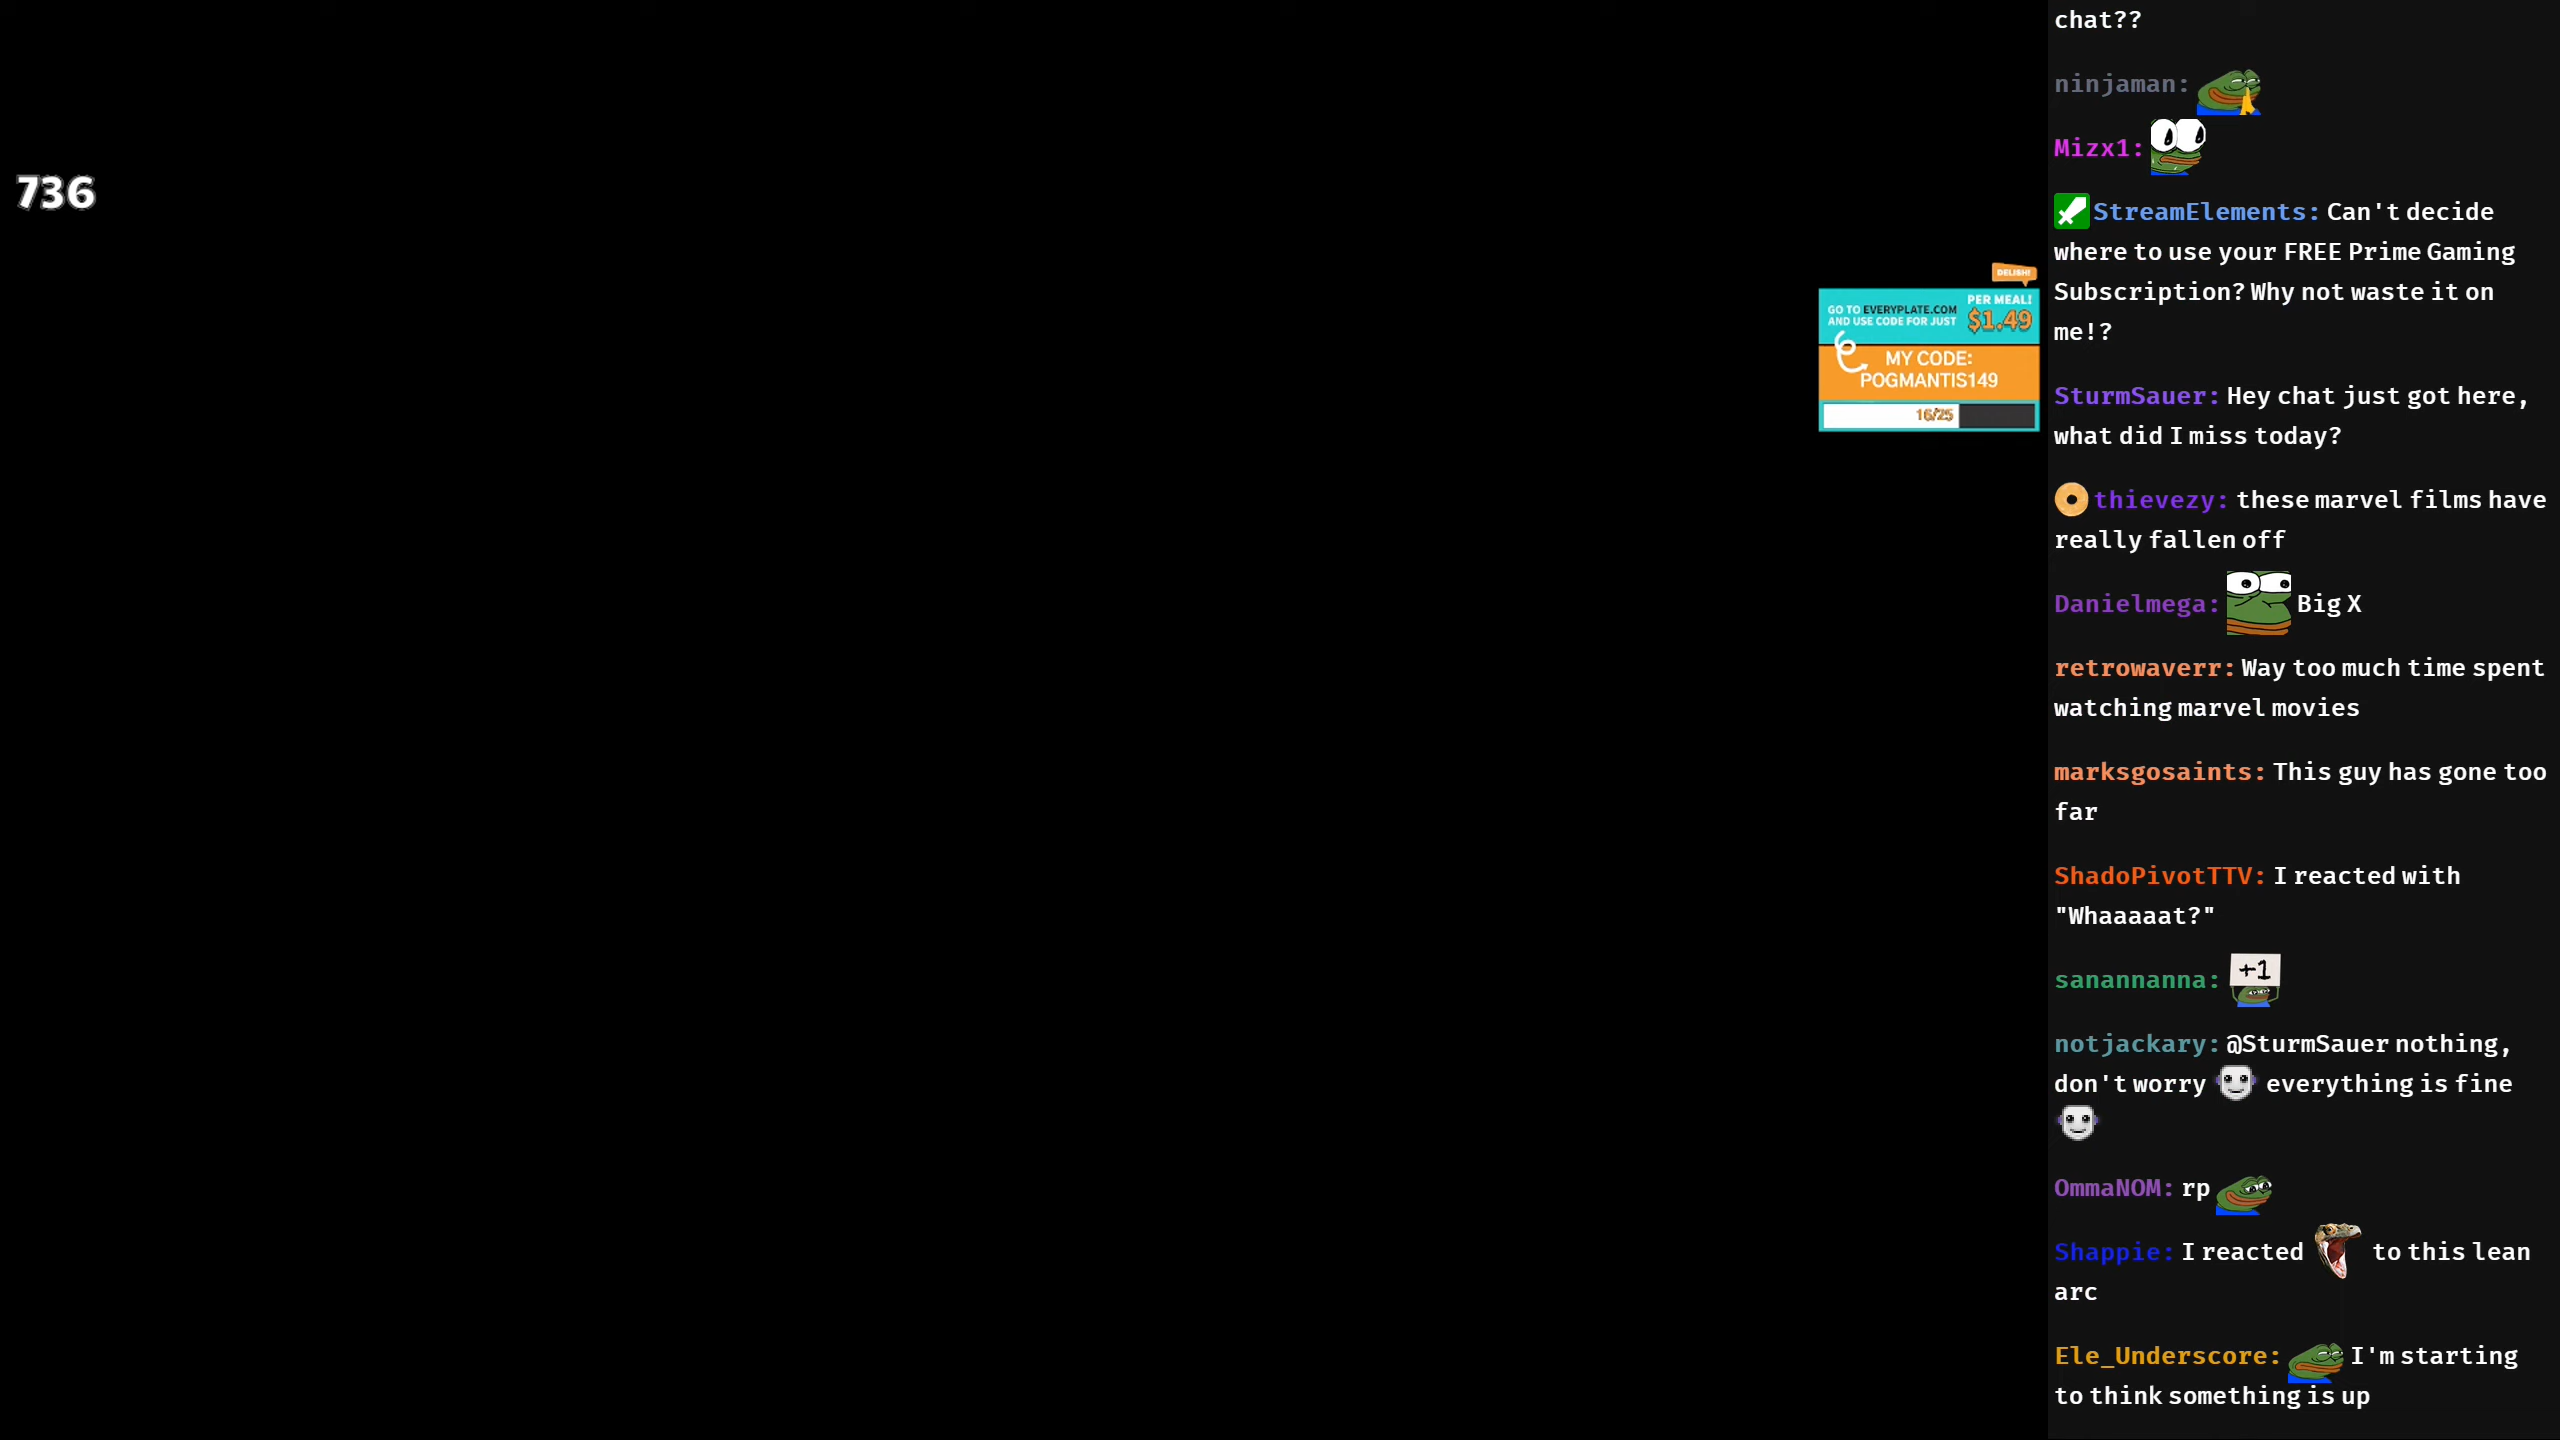 736
DELISH!
GO TO EVERYPLATE.COM
AND USE CODE FOR JUST
PER MEAL!
$1.49
MY CODE:
POGMANTIS149
16/25
chat??
ninjaman:
Mizx1:
StreamElements: Can't decide
where to use your FREE Prime Gaming
Subscription? Why not waste it on
me!?
SturmSauer: Hey chat just got here,
what did I miss today?
thievezy: these marvel films have
really fallen off
Danielmega: Big X
retrowaverr: Way too much time spent
watching marvel movies
marksgosaints: This guy has gone too
far
ShadoPivotTTV: I reacted with
"Whaaaaat?"
sanannanna: +1
notjackary: @SturmSauer nothing,
don't worry everything is fine
OmmaNOM: rp
Shappie: I reacted to this lean
arc
Ele_Underscore: I'm starting
to think something is up